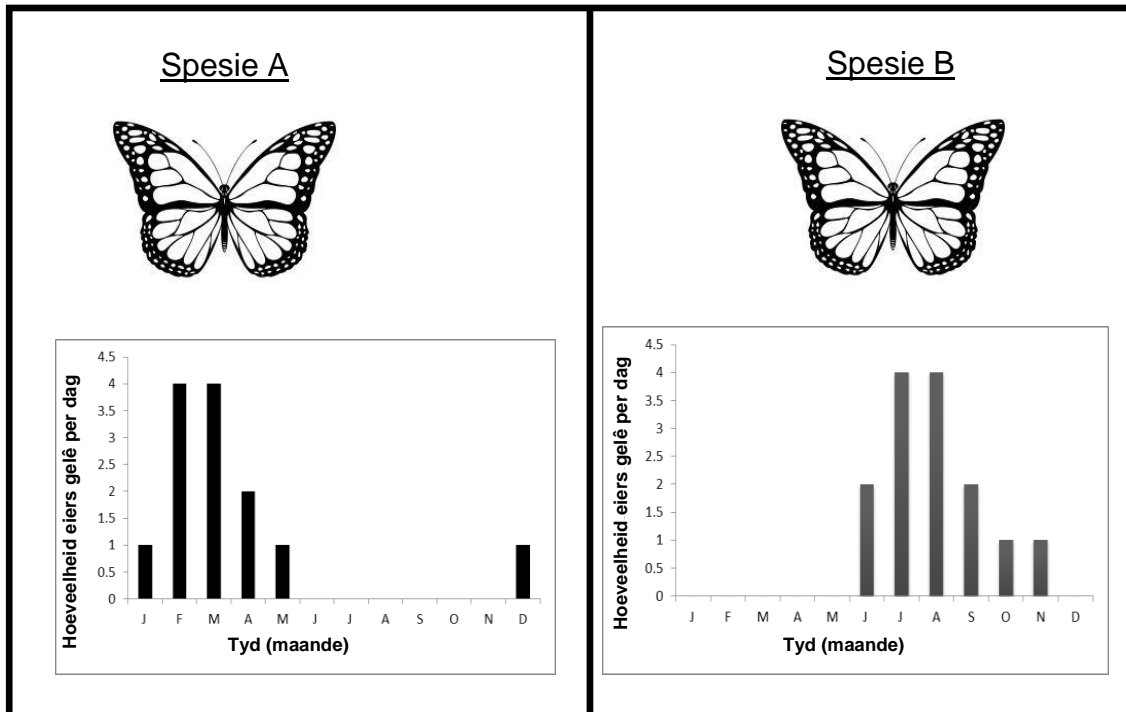 Spesie A
Hoeveelheid eiers gelê per dag
4.5
4
3.5
3
2.5
2
1.5
1
0.5
0
J F M A M J J A S O N D
Tyd (maande)
Spesie B
Hoeveelheid eiers gelê per dag
4.5
4
3.5
3
2.5
2
1.5
1
0.5
0
J F M A M J J A S O N D
Tyd (maande)